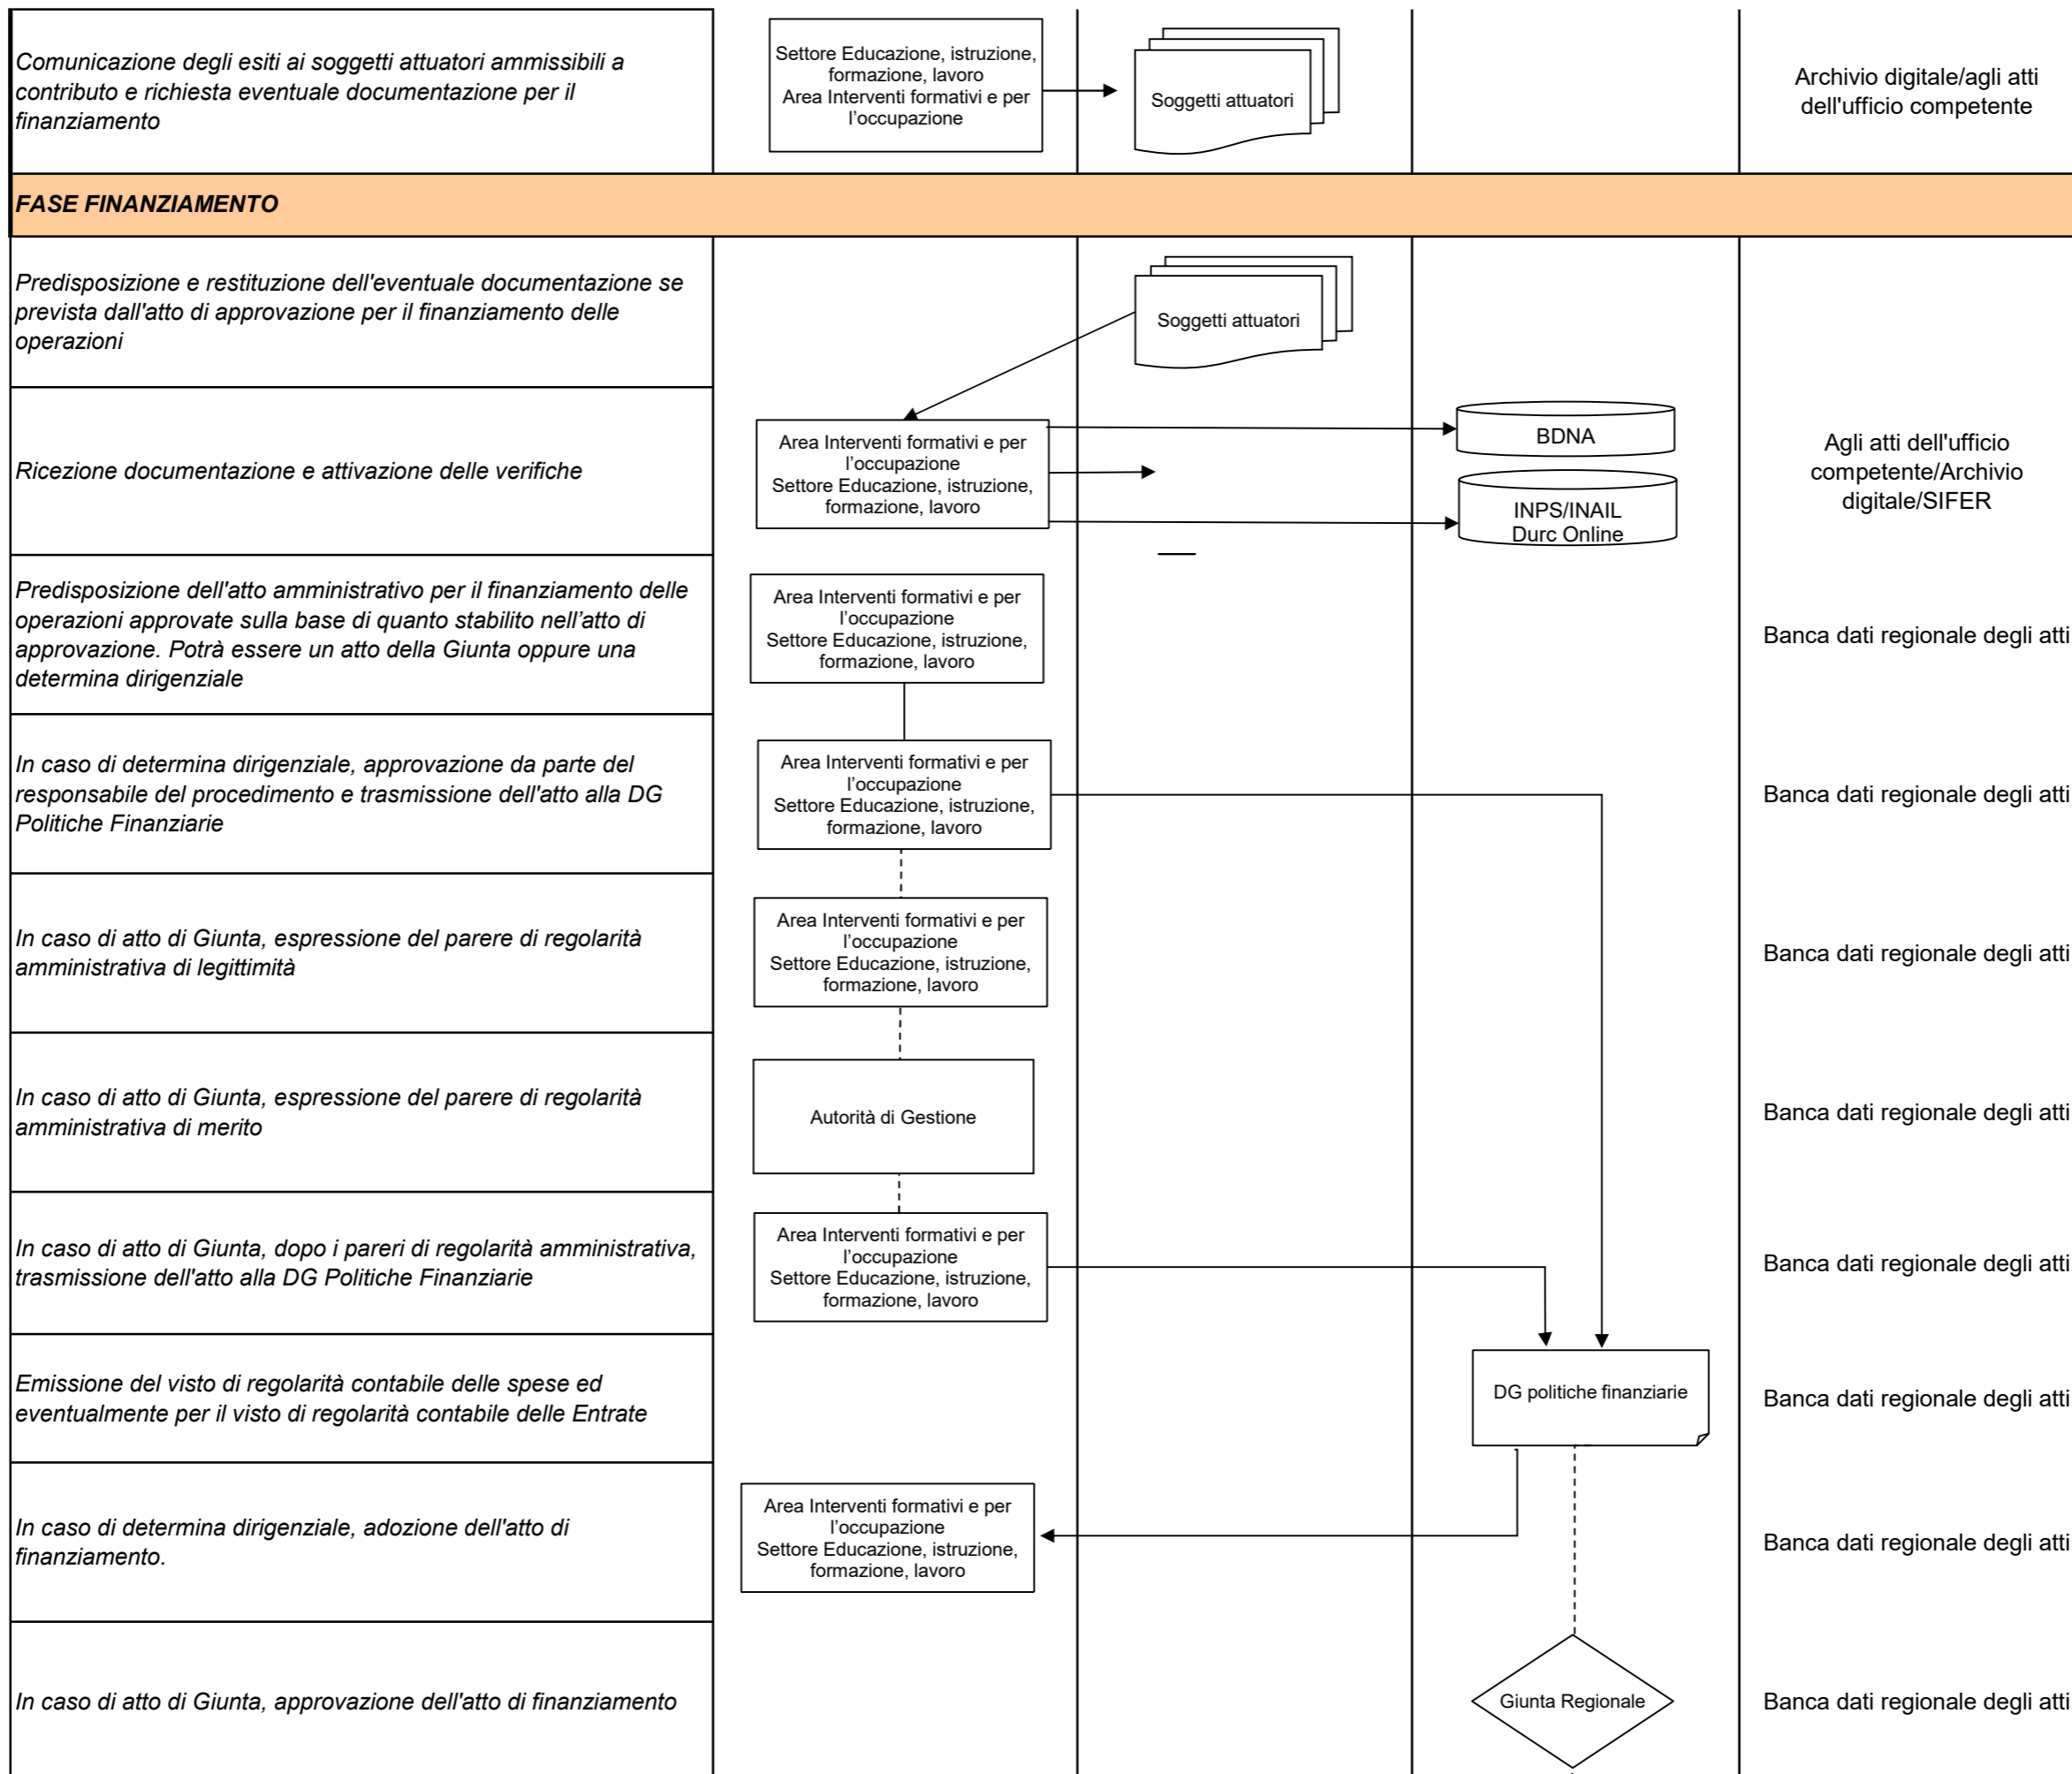 Comunicazione degli esiti ai soggetti attuatori ammissibili a
contributo e richiesta eventuale documentazione per il
finanziamento
Settore Educazione, istruzione,
formazione, lavoro
Area Interventi formativi e per
l’occupazione
Soggetti attuatori
Archivio digitale/agli atti
dell'ufficio competente
FASE FINANZIAMENTO
Predisposizione e restituzione dell'eventuale documentazione se
prevista dall'atto di approvazione per il finanziamento delle
operazioni
Soggetti attuatori
Ricezione documentazione e attivazione delle verifiche
Area Interventi formativi e per
l’occupazione
Settore Educazione, istruzione,
formazione, lavoro
BDNA
INPS/INAIL
Durc Online
Agli atti dell'ufficio
competente/Archivio
digitale/SIFER
Predisposizione dell'atto amministrativo per il finanziamento delle
operazioni approvate sulla base di quanto stabilito nell’atto di
approvazione. Potrà essere un atto della Giunta oppure una
determina dirigenziale
Area Interventi formativi e per
l’occupazione
Settore Educazione, istruzione,
formazione, lavoro
Banca dati regionale degli atti
In caso di determina dirigenziale, approvazione da parte del
responsabile del procedimento e trasmissione dell'atto alla DG
Politiche Finanziarie
Area Interventi formativi e per
l’occupazione
Settore Educazione, istruzione,
formazione, lavoro
Banca dati regionale degli atti
In caso di atto di Giunta, espressione del parere di regolarità
amministrativa di legittimità
Area Interventi formativi e per
l’occupazione
Settore Educazione, istruzione,
formazione, lavoro
Banca dati regionale degli atti
In caso di atto di Giunta, espressione del parere di regolarità
amministrativa di merito
Autorità di Gestione
Banca dati regionale degli atti
In caso di atto di Giunta, dopo i pareri di regolarità amministrativa,
trasmissione dell'atto alla DG Politiche Finanziarie
Area Interventi formativi e per
l’occupazione
Settore Educazione, istruzione,
formazione, lavoro
Banca dati regionale degli atti
Emissione del visto di regolarità contabile delle spese ed
eventualmente per il visto di regolarità contabile delle Entrate
DG politiche finanziarie
Banca dati regionale degli atti
In caso di determina dirigenziale, adozione dell'atto di
finanziamento.
Area Interventi formativi e per
l’occupazione
Settore Educazione, istruzione,
formazione, lavoro
Banca dati regionale degli atti
In caso di atto di Giunta, approvazione dell'atto di finanziamento
Giunta Regionale
Banca dati regionale degli atti